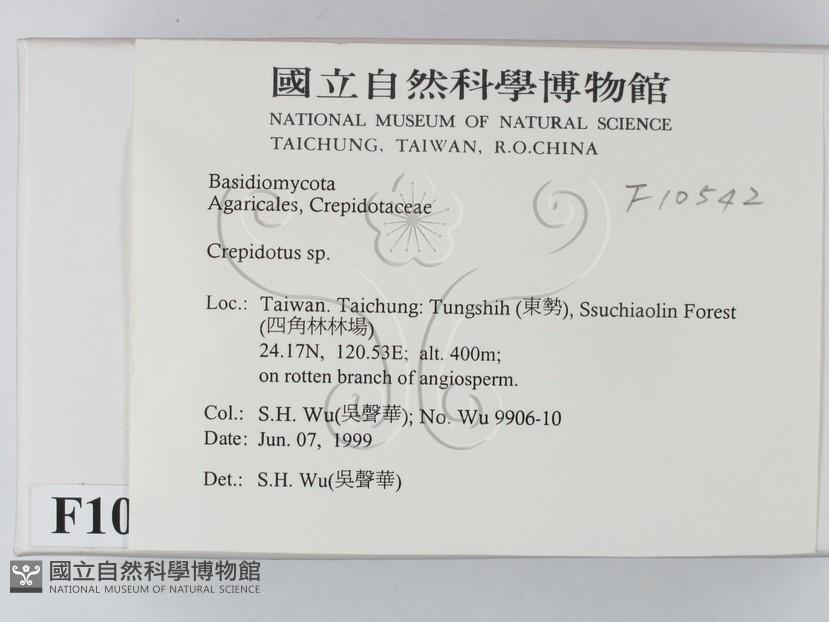 國立自然科學博物館
NATIONAL MUSEUM OF NATURAL SCIENCE
TAICHUNG, TAIWAN, R.O.CHINA
F10542
Basidiomycota
Agaricales, Crepidotaceae
Crepidotus sp.
Loc.: Taiwan. Taichung: Tungshih (東勢), Ssuchiaolin Forest
(四角林林場)
24.17N, 120.53E; alt. 400m;
on rotten branch of angiosperm.
Col.: S.H. Wu(吳聲華); No. Wu 9906-10
Date: Jun. 07, 1999
Det.: S.H. Wu(吳聲華)
F10
國立自然科學博物館
NATIONAL MUSEUM OF NATURAL SCIENCE